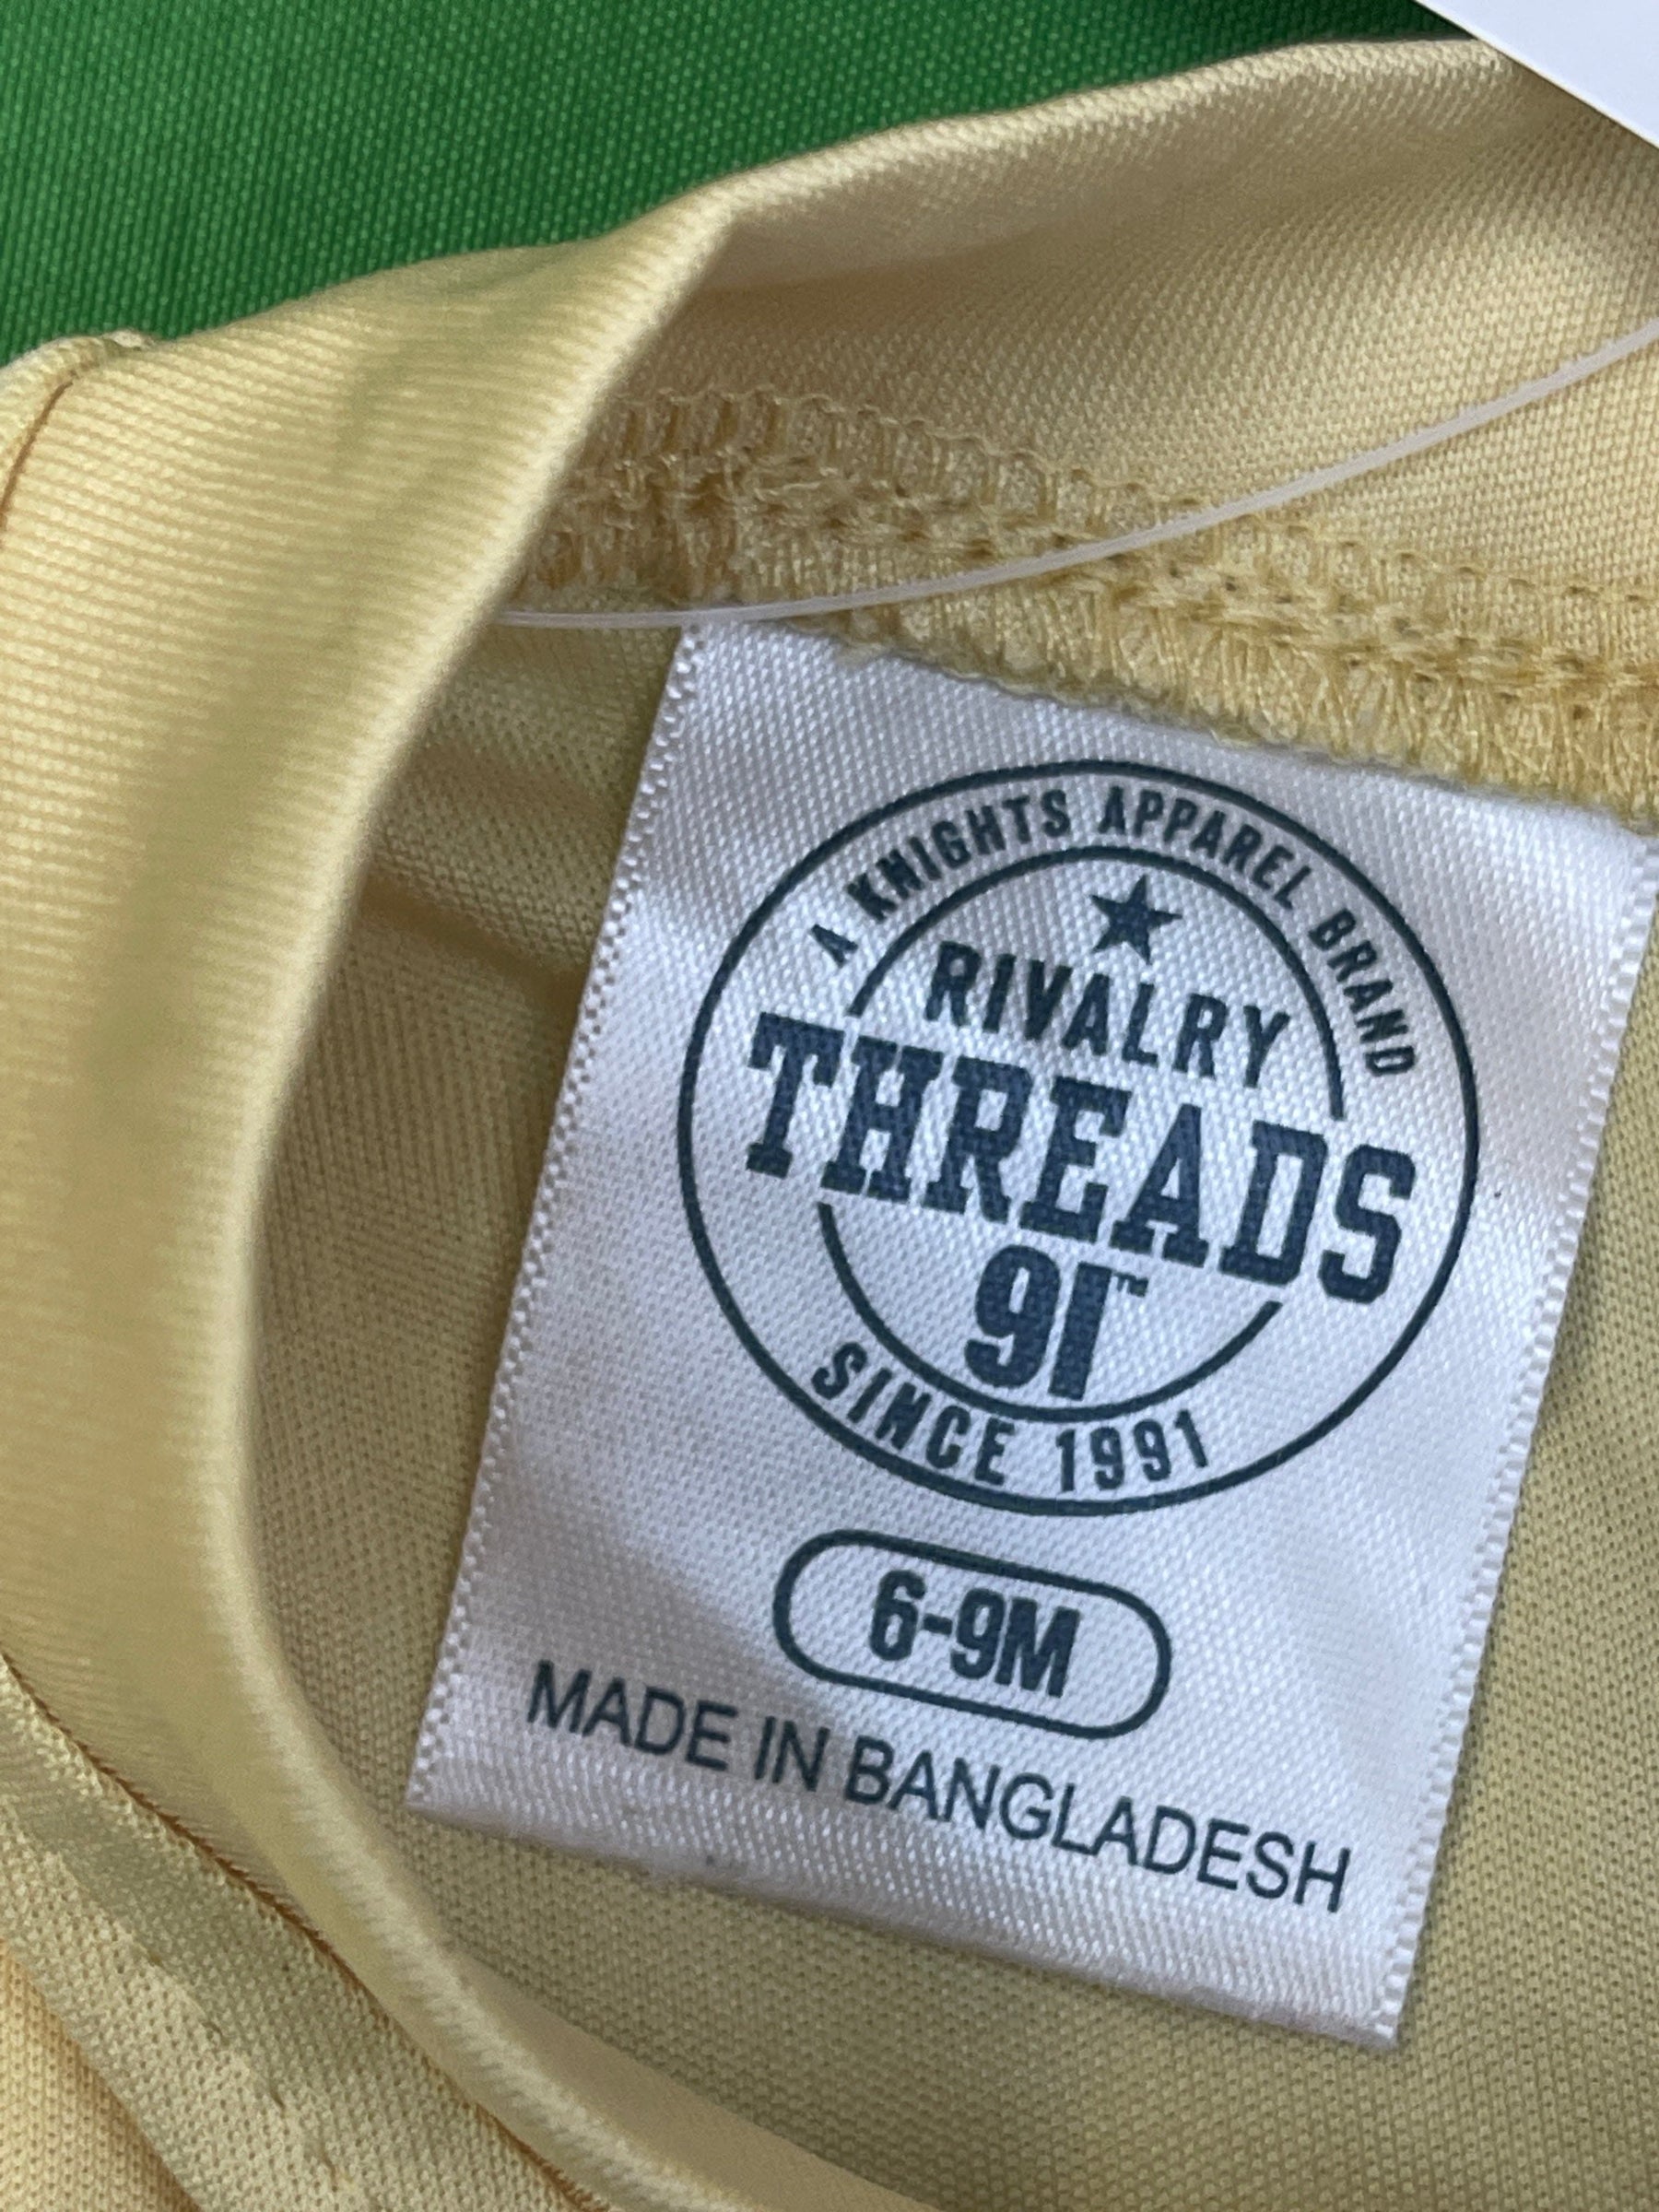 A KNIGHTS APPAREL BRAND
RIVALRY
THREADS
91™
SINCE 1991
6-9M
MADE IN BANGLADESH